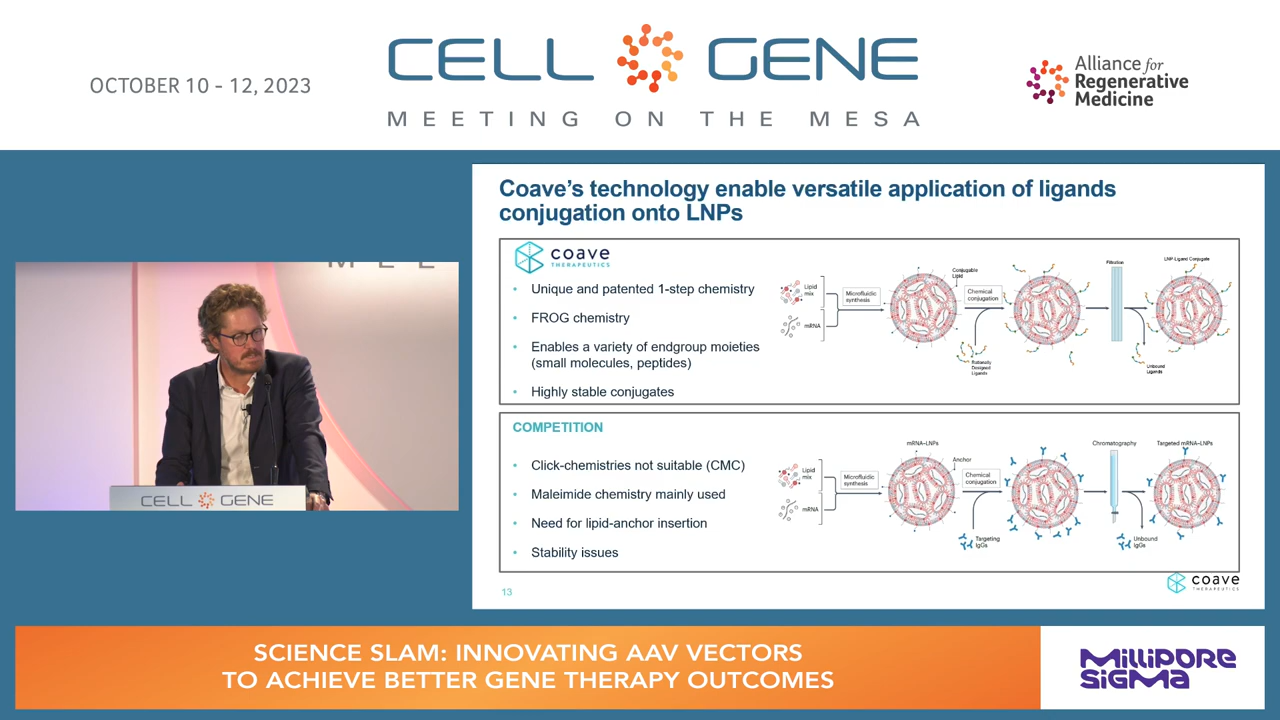 OCTOBER 10 - 12, 2023
CELL GENE
MEETING ON THE MESA
Alliance for
Regenerative
Medicine
MEE
CELL GENE
Coave's technology enable versatile application of ligands
conjugation onto LNPs
coave
THERAPEUTICS
• Unique and patented 1-step chemistry
• FROG chemistry
• Enables a variety of endgroup moieties
(small molecules, peptides)
• Highly stable conjugates
Lipid
mix
mRNA
Microfluidic
synthesis
Conjugable
Lipid
Chemical
conjugation
Rationally
Designed
Ligands
Filtration
Unbound
Ligands
LNP-Ligand Conjugate
COMPETITION
• Click-chemistries not suitable (CMC)
• Maleimide chemistry mainly used
• Need for lipid-anchor insertion
• Stability issues
Lipid
mix
mRNA
Microfluidic
synthesis
mRNA–LNPs
Anchor
Chemical
conjugation
Targeting
IgGs
Chromatography
Unbound
IgGs
Targeted mRNA–LNPs
13
coave
THERAPEUTICS
SCIENCE SLAM: INNOVATING AAV VECTORS
TO ACHIEVE BETTER GENE THERAPY OUTCOMES
Millipore
Sigma